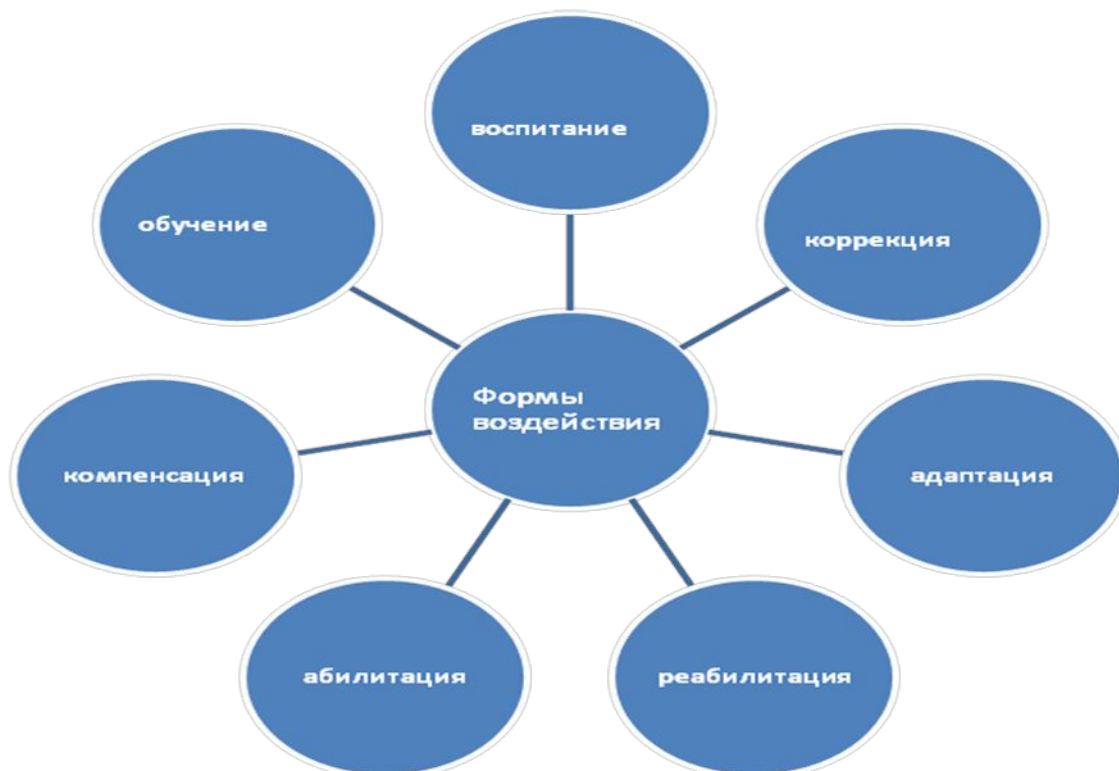 воспитание
обучение
коррекция
Формы
воздействия
компенсация
адаптация
абилитация
реабилитация